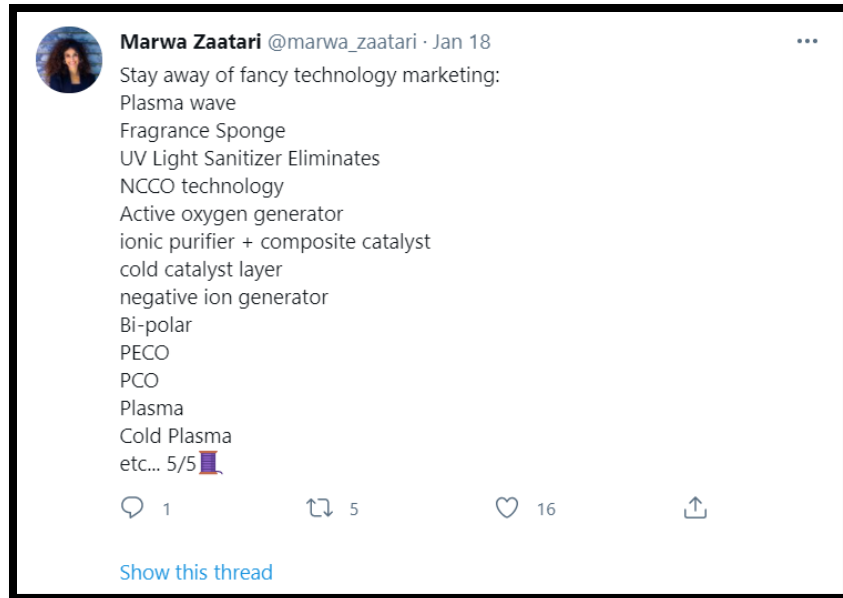 Marwa Zaatari @marwa_zaatari · Jan 18
Stay away of fancy technology marketing:
Plasma wave
Fragrance Sponge
UV Light Sanitizer Eliminates
NCCO technology
Active oxygen generator
ionic purifier + composite catalyst
cold catalyst layer
negative ion generator
Bi-polar
PECO
PCO
Plasma
Cold Plasma
etc... 5/5🧵
1 5 16
Show this thread